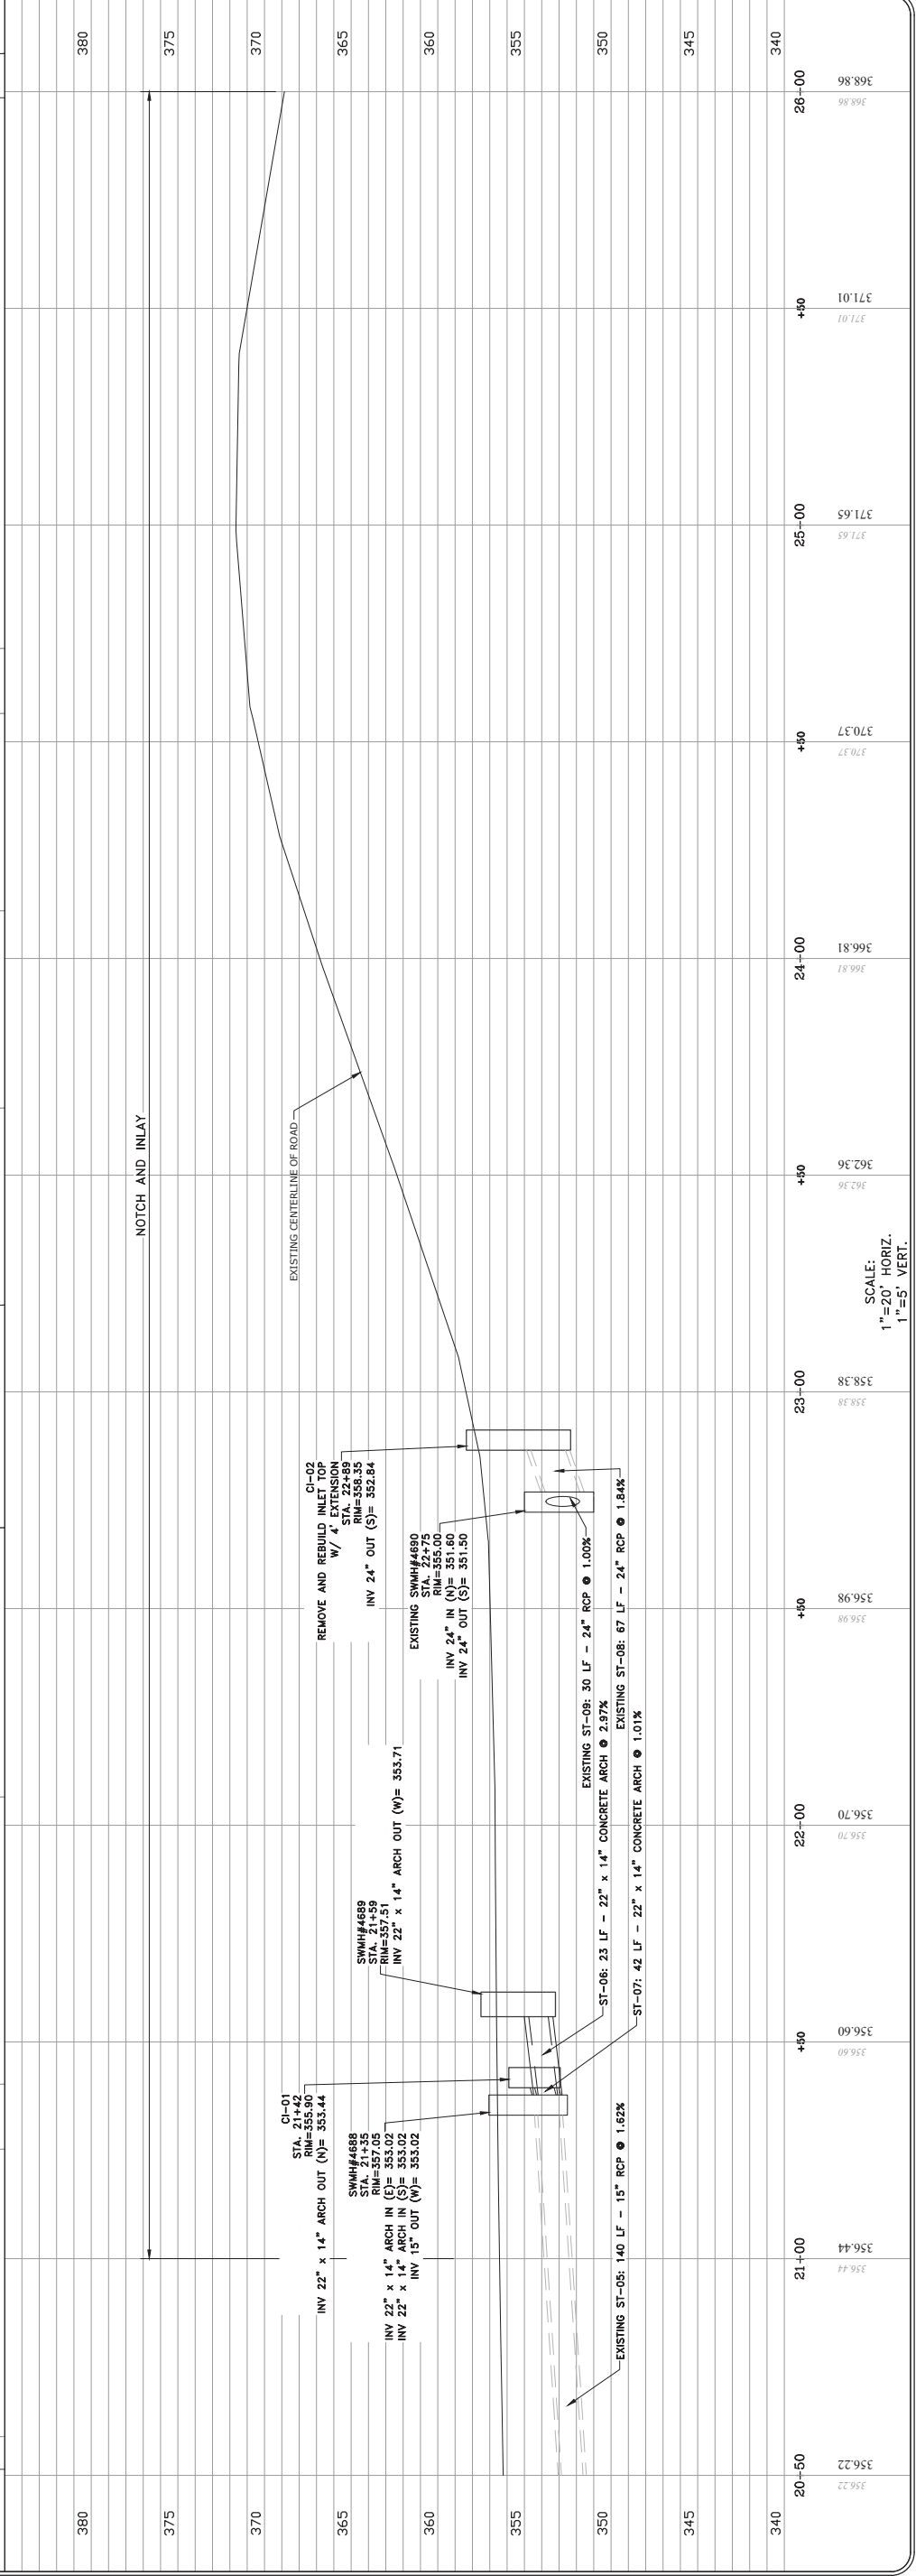 380
375
370
365
360
355
350
345
340
NOTCH AND INLAY
EXISTING CENTERLINE OF ROAD
CI-01
STA. 21+42
RIM=355.90
INV 22" x 14" ARCH OUT (N)= 353.44
SWMH#4688
STA. 21+35
RIM=357.05
INV 22" x 14" ARCH IN (E)= 353.02
INV 22" x 14" ARCH IN (S)= 353.02
INV 15" OUT (W)= 353.02
SWMH#4689
STA. 21+59
RIM=357.51
INV 22" x 14" ARCH OUT (W)= 353.71
CI-02
REMOVE AND REBUILD INLET TOP
W/ 4' EXTENSION
STA. 22+89
RIM=358.35
INV 24" OUT (S)= 352.84
EXISTING SWMH#4690
STA. 22+75
RIM=355.00
INV 24" IN (N)= 351.60
INV 24" OUT (S)= 351.50
EXISTING ST-09: 30 LF - 24" RCP @ 1.00%
ST-06: 23 LF - 22" x 14" CONCRETE ARCH @ 2.97%
EXISTING ST-08: 67 LF - 24" RCP @ 1.84%
ST-07: 42 LF - 22" x 14" CONCRETE ARCH @ 1.01%
EXISTING ST-05: 140 LF - 15" RCP @ 1.62%
380
375
370
365
360
355
350
345
340
20+50
21+00
+50
22+00
+50
23+00
+50
24+00
+50
25+00
+50
26+00
356.22
356.22
356.44
356.44
356.60
356.60
356.70
356.70
356.98
356.98
358.38
358.38
362.36
362.36
366.81
366.81
370.37
370.37
371.65
371.65
371.01
371.01
368.86
368.86
SCALE:
1"=20' HORIZ.
1"=5' VERT.